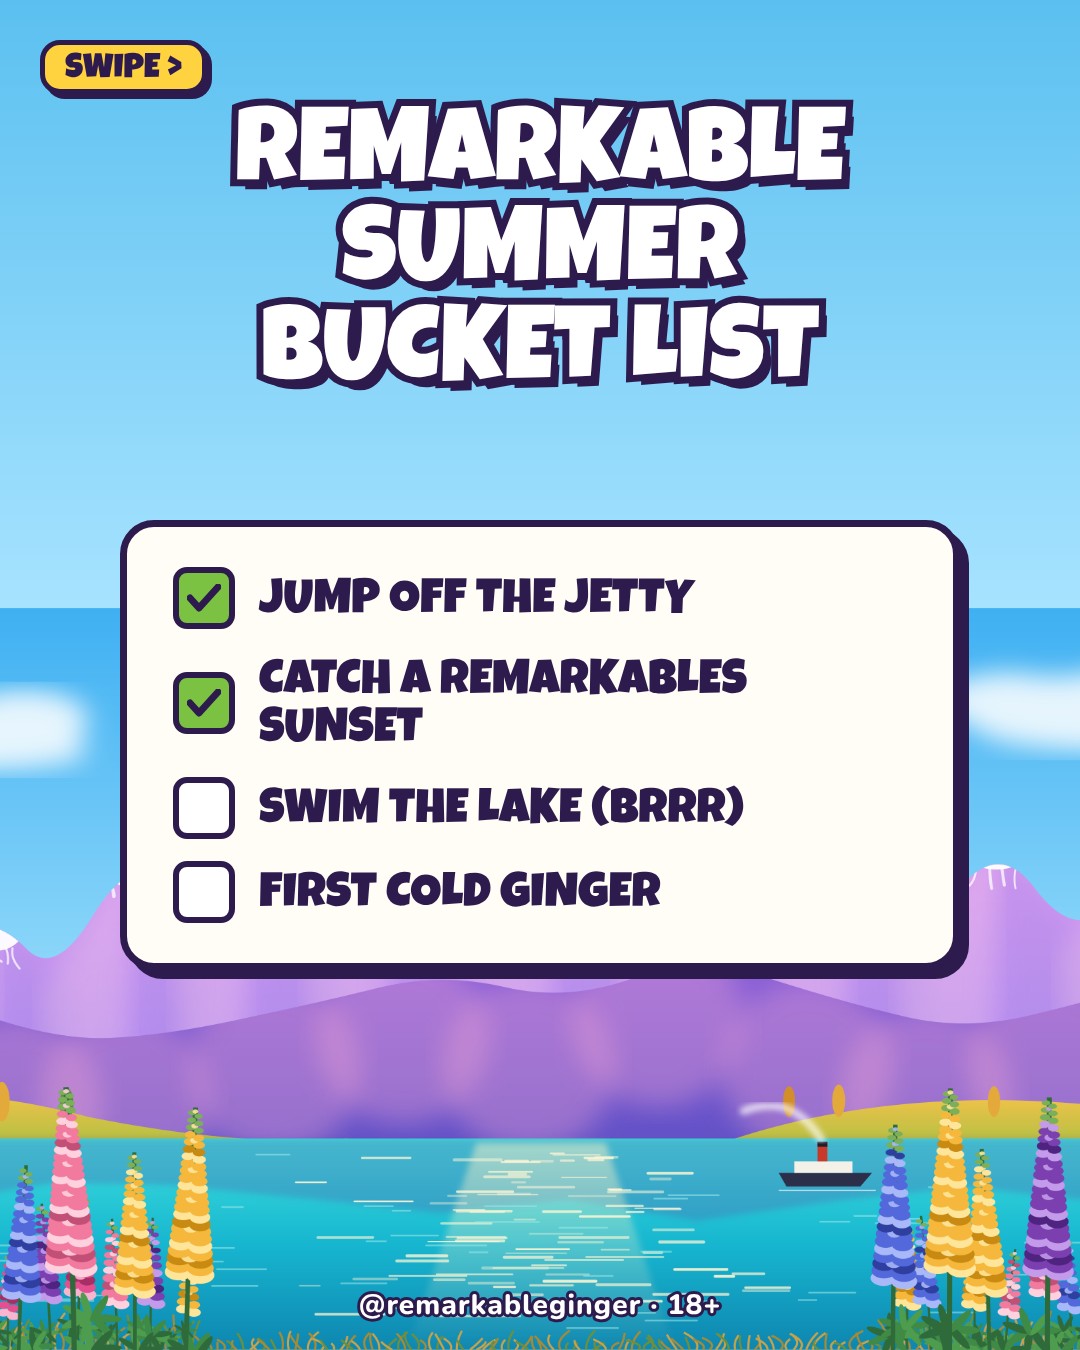 SWIPE >
REMARKABLE
SUMMER
BUCKET LIST
JUMP OFF THE JETTY
CATCH A REMARKABLES
SUNSET
SWIM THE LAKE (BRRR)
FIRST COLD GINGER
@remarkableginger · 18+